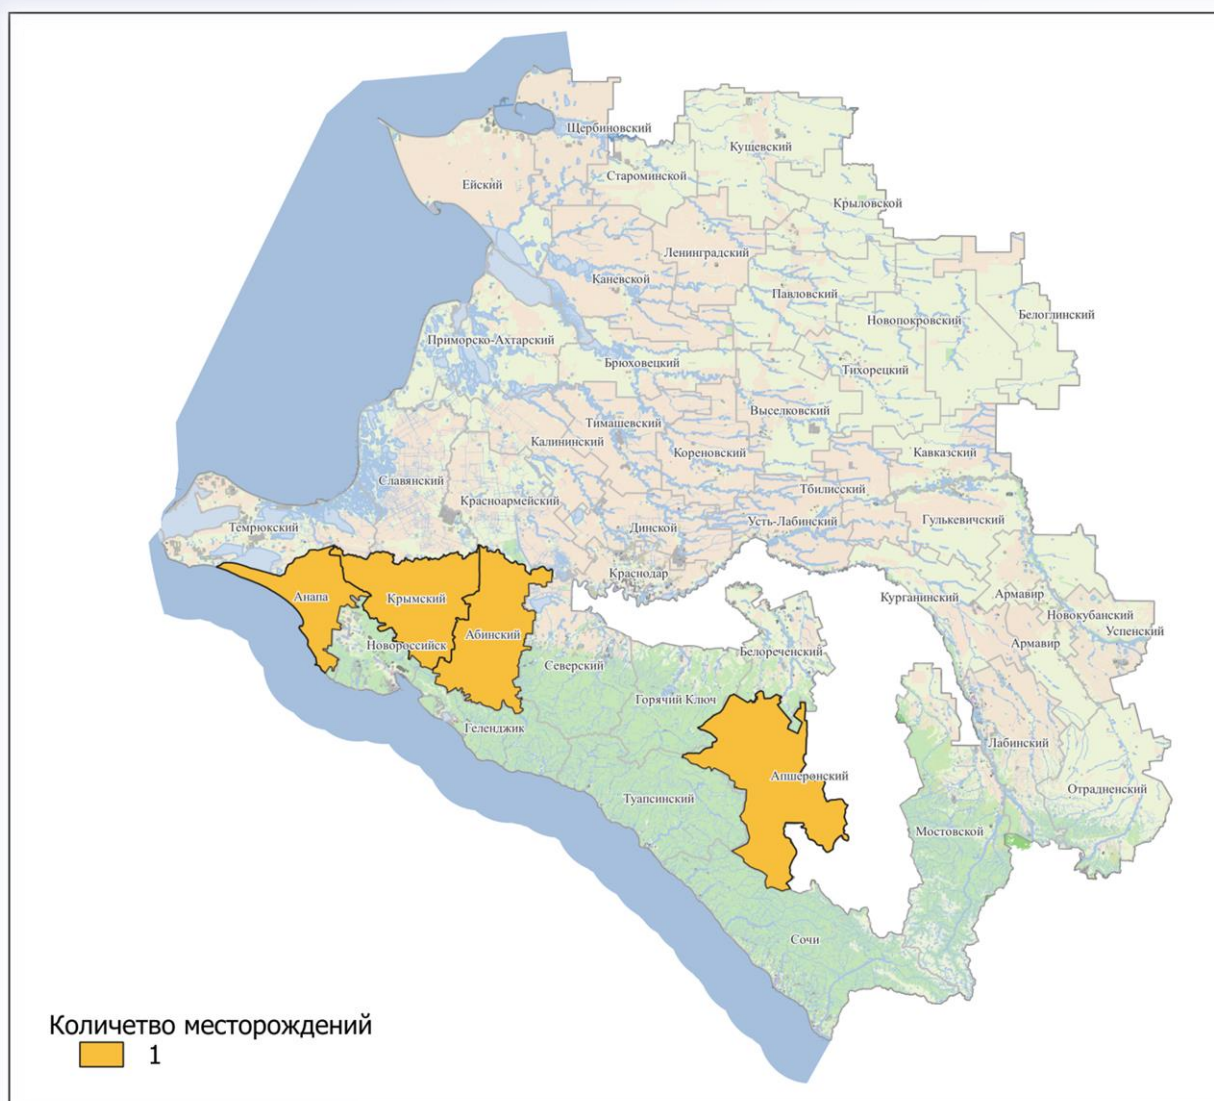 Щербиновский
Кущевский
Староминской
Ейский
Крыловской
Ленинградский
Каневской
Павловский
Белоглинский
Новопокровский
Приморско-Ахтарский
Брюховецкий
Тихорецкий
Выселковский
Тимашевский
Калининский
Кореновский
Кавказский
Славянский
Тбилисский
Красноармейский
Усть-Лабинский
Гулькевичский
Темрюкский
Динской
Краснодар
Армавир
Анапа
Крымский
Курганинский
Новокубанский
Абинский
Успенский
Армавир
Новороссийск
Белореченский
Северский
Горячий Ключ
Геленджик
Лабинский
Апшеронский
Отрадненский
Туапсинский
Мостовской
Сочи
Количетво месторождений
1